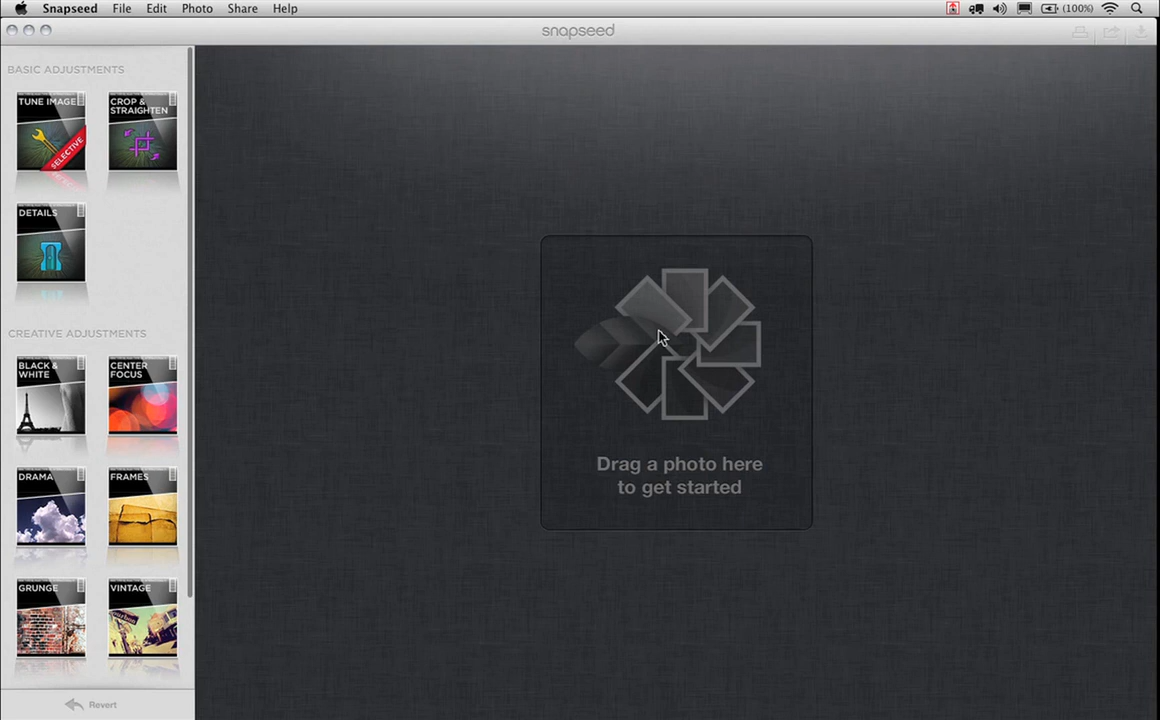 Snapseed File Edit Photo Share Help
(100%)
snapseed
BASIC ADJUSTMENTS
TUNE IMAGE
SELECTIVE
CROP &
STRAIGHTEN
DETAILS
CREATIVE ADJUSTMENTS
BLACK &
WHITE
CENTER
FOCUS
DRAMA
FRAMES
GRUNGE
VINTAGE
Drag a photo here
to get started
Revert